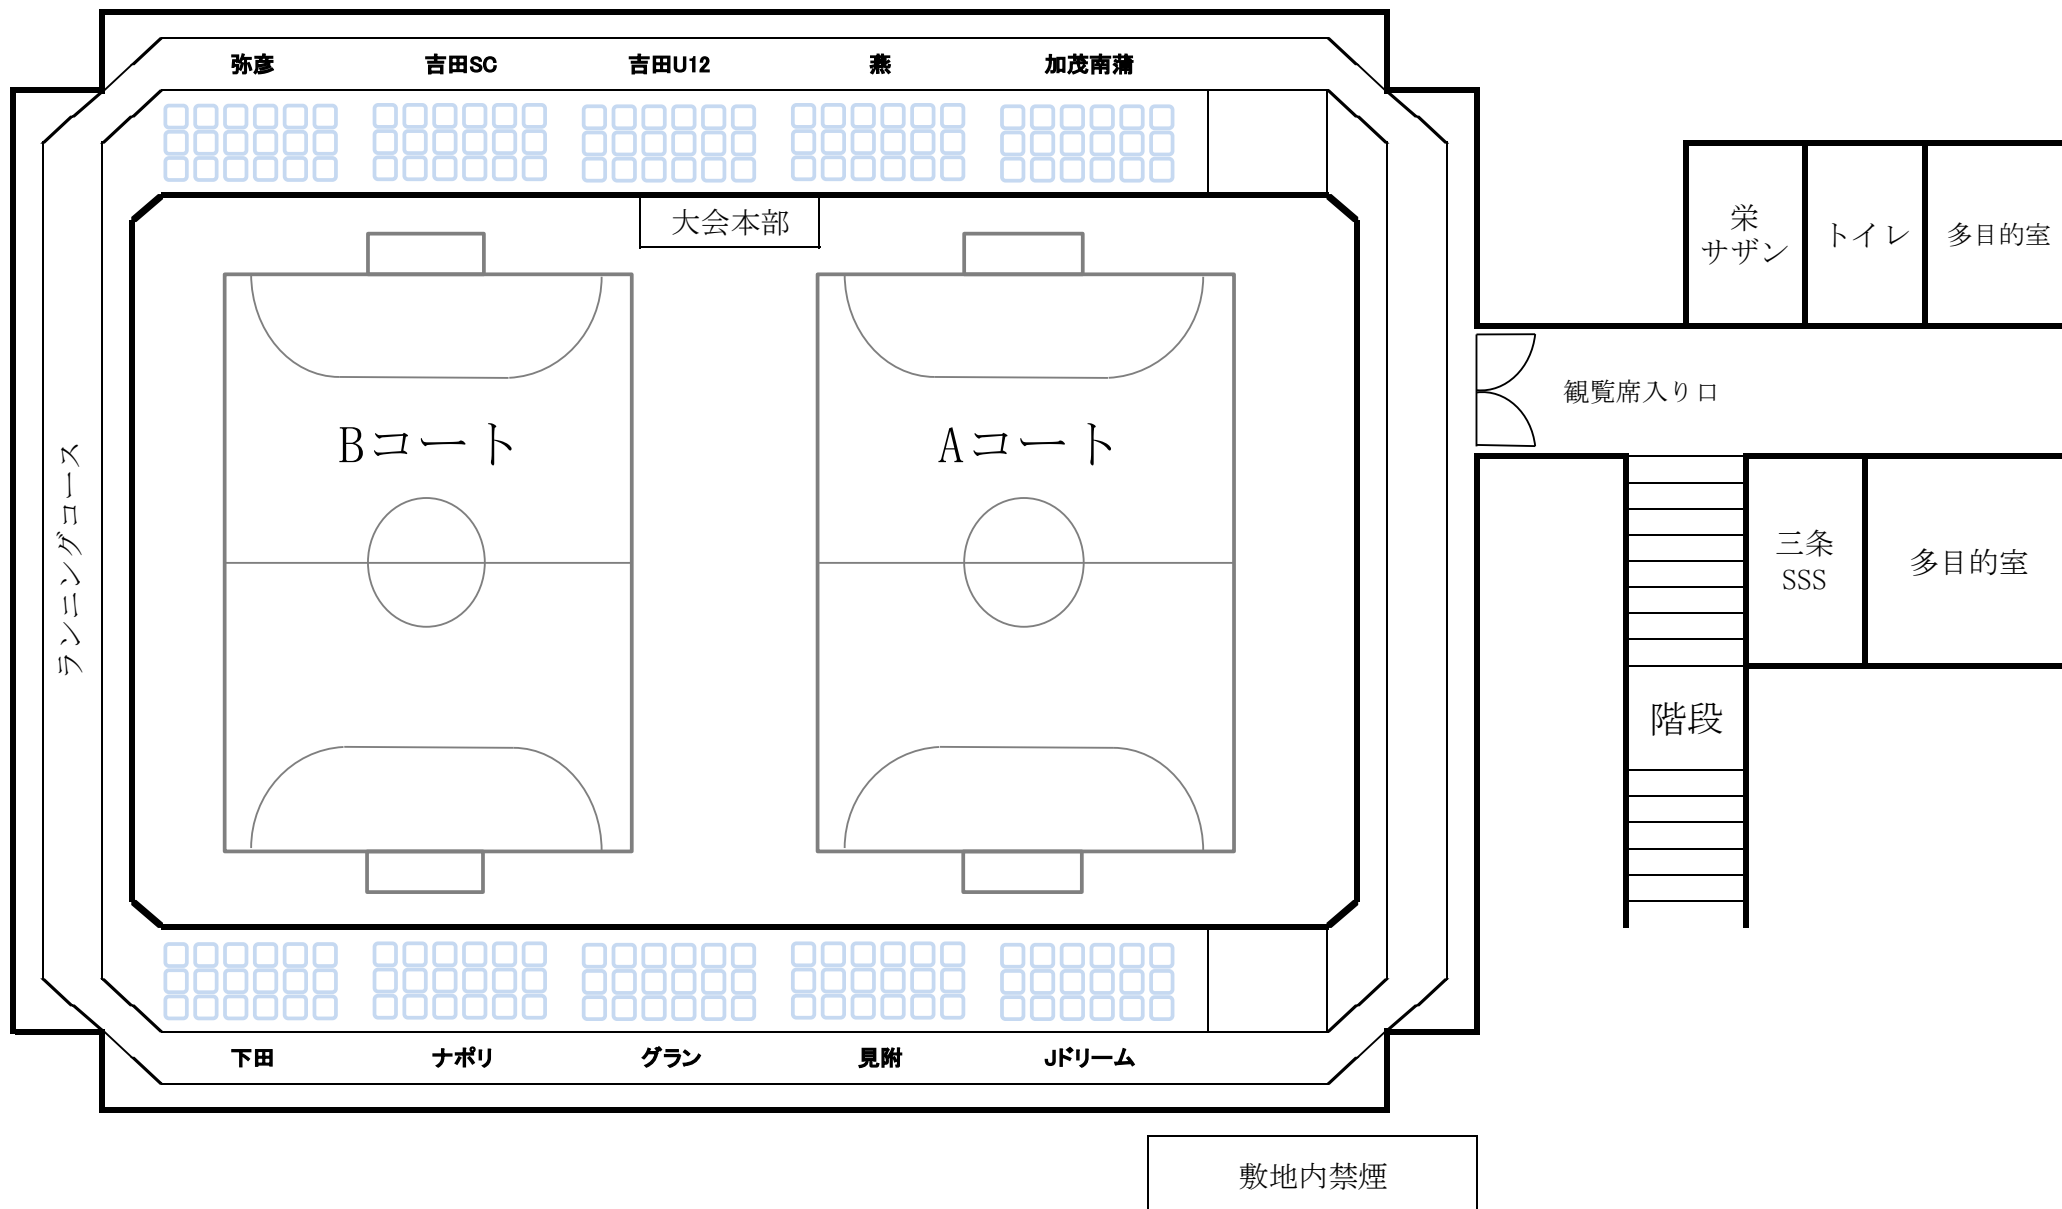 弥彦
吉田SC
吉田U12
燕
加茂南蒲
大会本部
栄
サザン
トイレ
多目的室
観覧席入り口
Bコート
Aコート
ランニングコース
三条
SSS
多目的室
階段
下田
ナポリ
グラン
見附
Jドリーム
敷地内禁煙